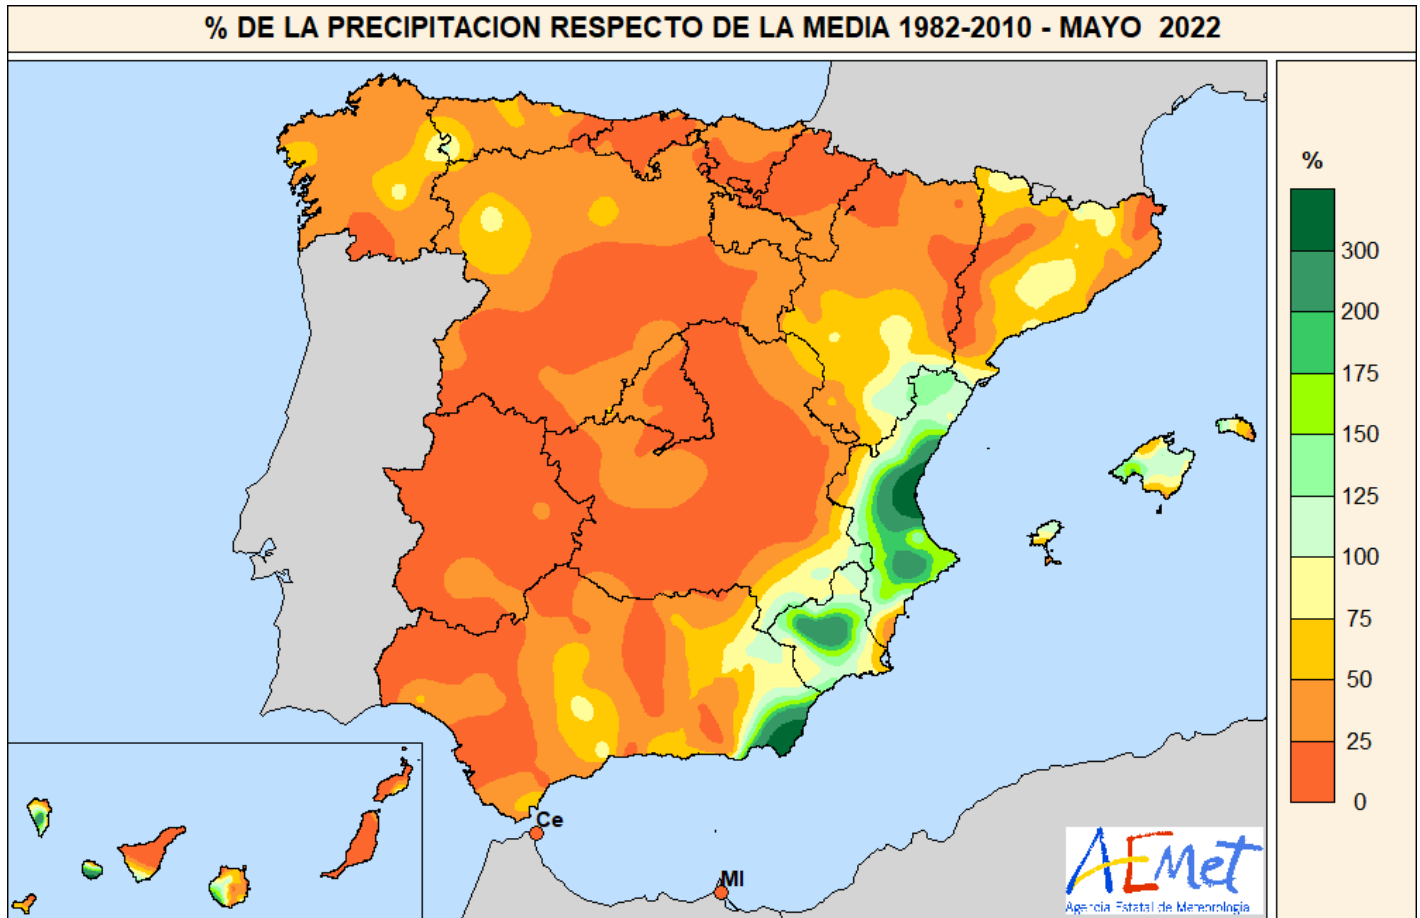 % DE LA PRECIPITACION RESPECTO DE LA MEDIA 1982-2010 - MAYO 2022
%
300
200
175
150
125
100
75
50
25
0
Ce
Ml
AEMet
Agencia Estatal de Meteorología